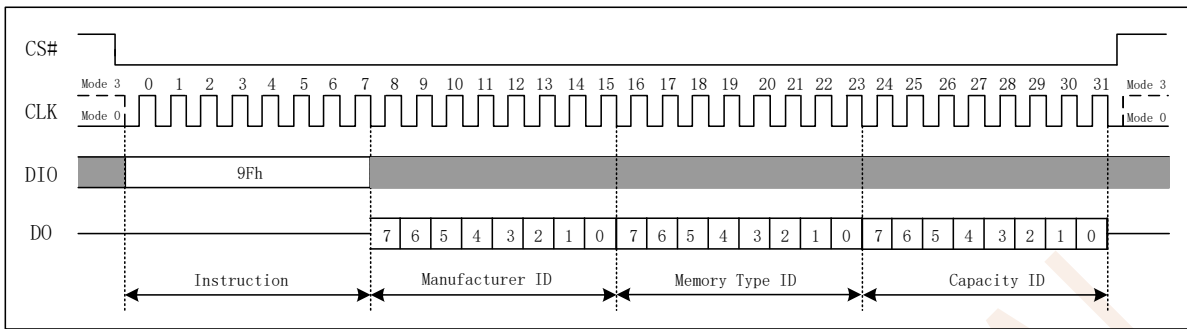 CS#
Mode 3 0 1 2 3 4 5 6 7 8 9 10 11 12 13 14 15 16 17 18 19 20 21 22 23 24 25 26 27 28 29 30 31 Mode 3
CLK
Mode 0 Mode 0
DIO 9Fh
DO 7 6 5 4 3 2 1 0 7 6 5 4 3 2 1 0 7 6 5 4 3 2 1 0
Instruction Manufacturer ID Memory Type ID Capacity ID